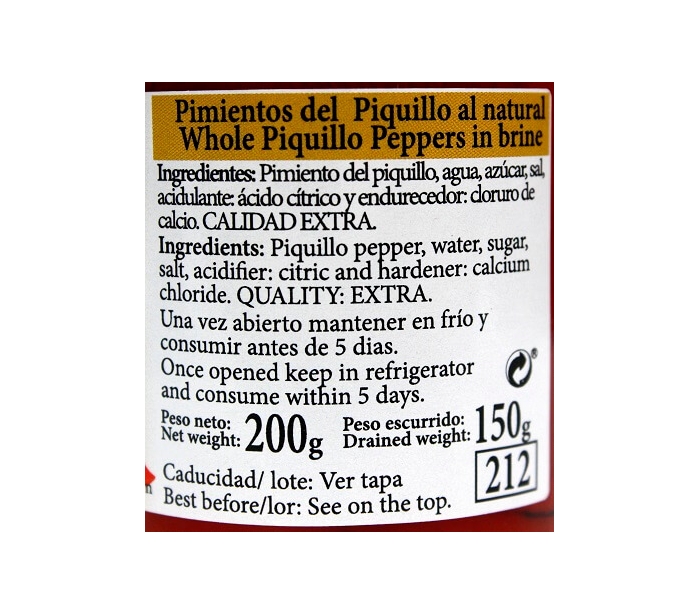 Pimientos del Piquillo al natural
Whole Piquillo Peppers in brine
Ingredientes: Pimiento del piquillo, agua, azúcar, sal,
acidulante: ácido cítrico y endurecedor: cloruro de
calcio. CALIDAD EXTRA.
Ingredients: Piquillo pepper, water, sugar,
salt, acidifier: citric and hardener: calcium
chloride. QUALITY: EXTRA.
Una vez abierto mantener en frío y
consumir antes de 5 dias.
Once opened keep in refrigerator
and consume within 5 days.
Peso neto:
Net weight: 200g
Peso escurrido:
Drained weight: 150g
212
Caducidad/ lote: Ver tapa
Best before/lor: See on the top.